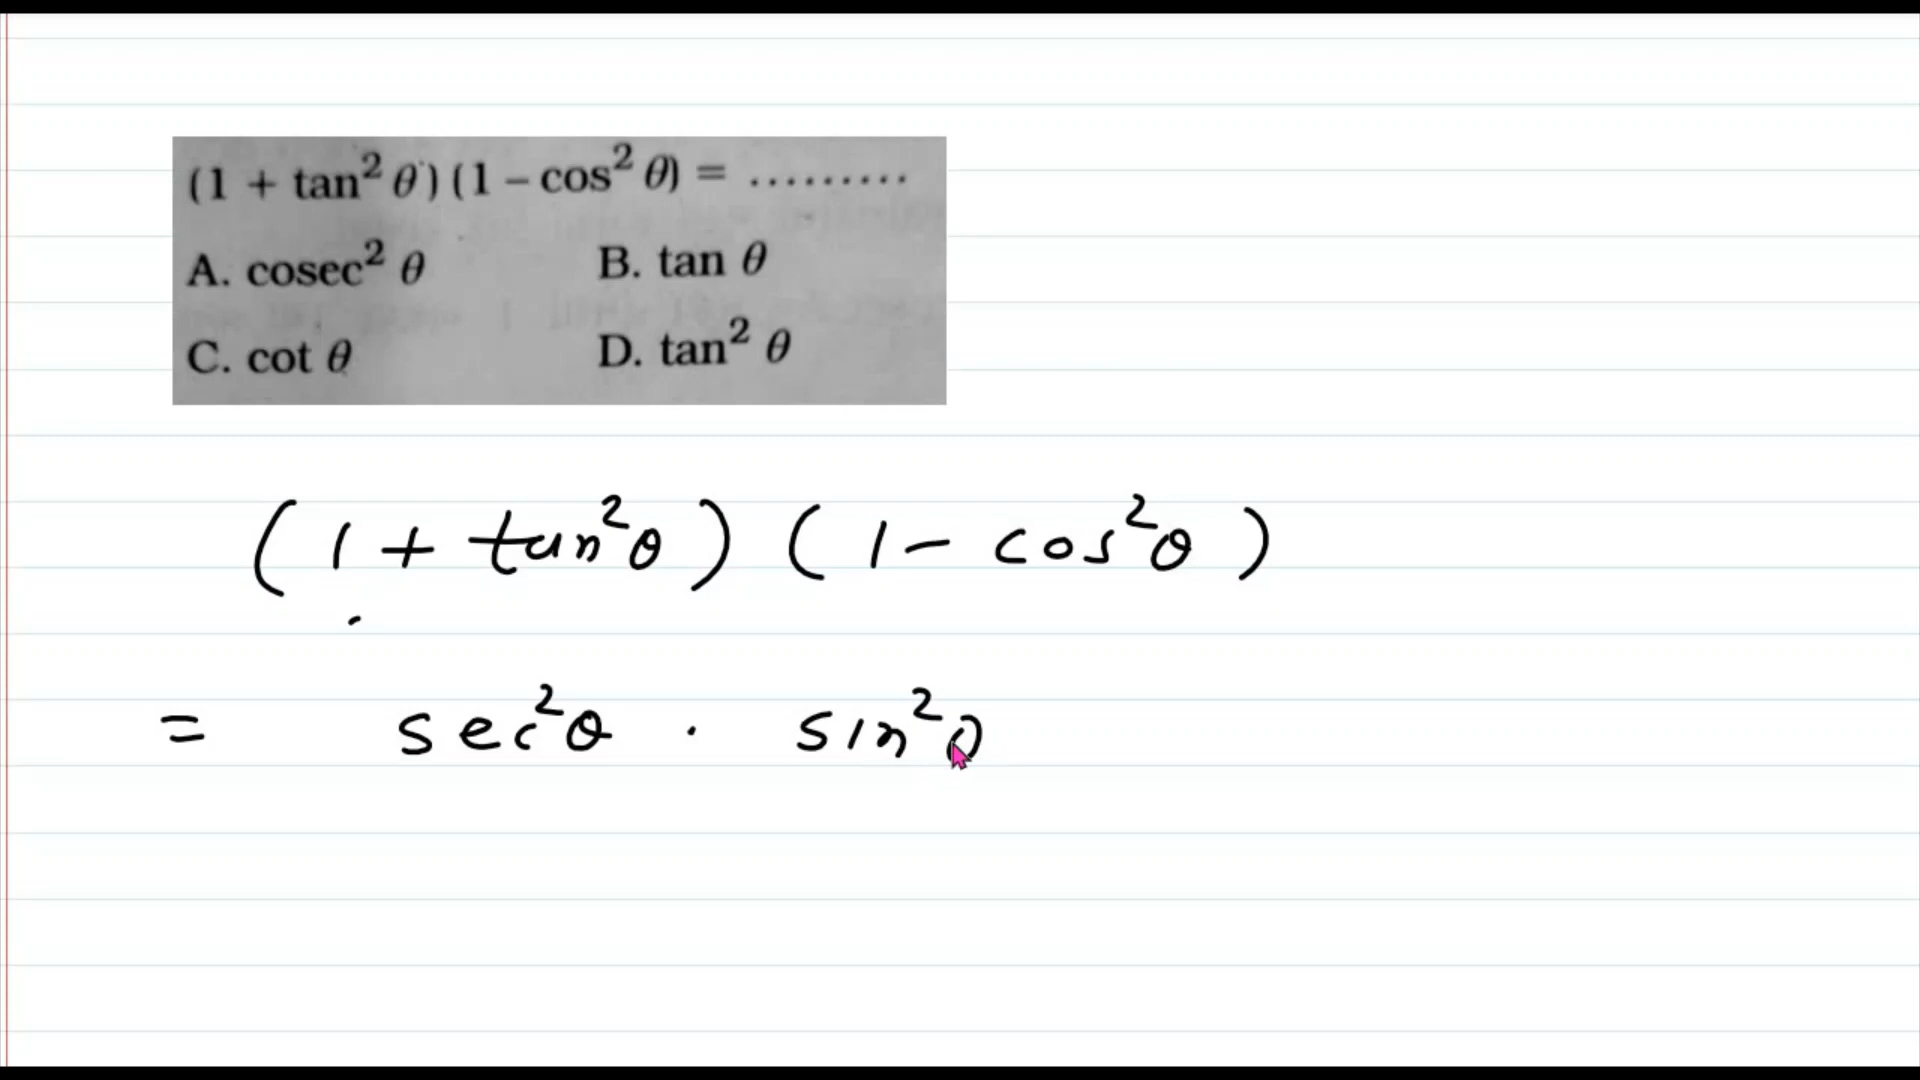 (1 + tan² θ) (1 – cos² θ) = .........
A. cosec² θ B. tan θ
C. cot θ D. tan² θ
(1 + tan²θ) (1 - cos²θ)
= sec²θ . sin²θ